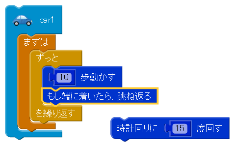 car1
まずは
ずっと
10 歩動かす
もし端に着いたら、跳ね返る
を繰り返す
時計回りに 15 度回す